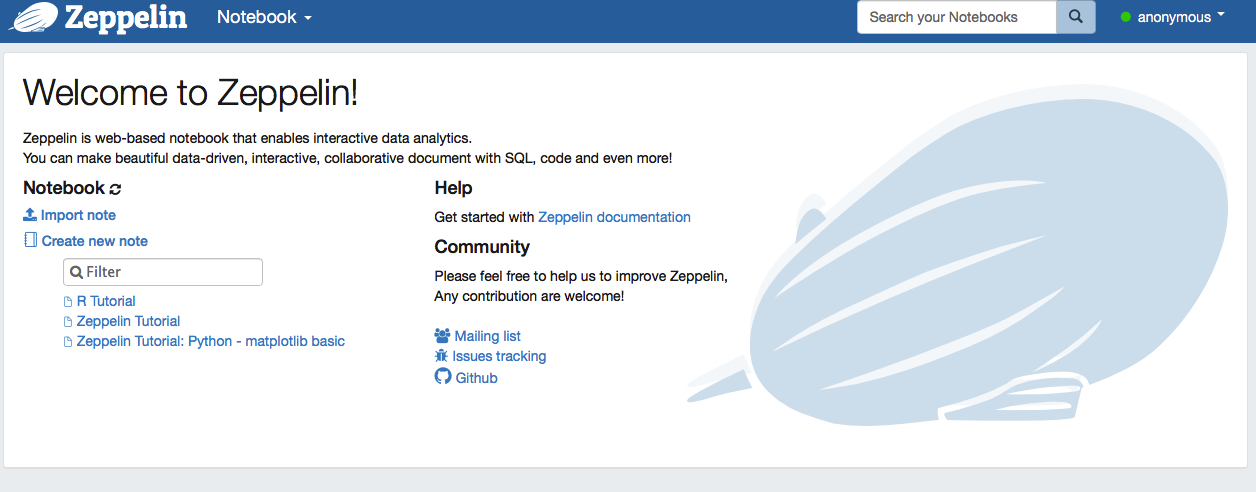 Zeppelin
Notebook
Search your Notebooks
anonymous
Welcome to Zeppelin!
Zeppelin is web-based notebook that enables interactive data analytics.
You can make beautiful data-driven, interactive, collaborative document with SQL, code and even more!
Notebook
Import note
Create new note
Filter
R Tutorial
Zeppelin Tutorial
Zeppelin Tutorial: Python - matplotlib basic
Help
Get started with Zeppelin documentation
Community
Please feel free to help us to improve Zeppelin,
Any contribution are welcome!
Mailing list
Issues tracking
Github